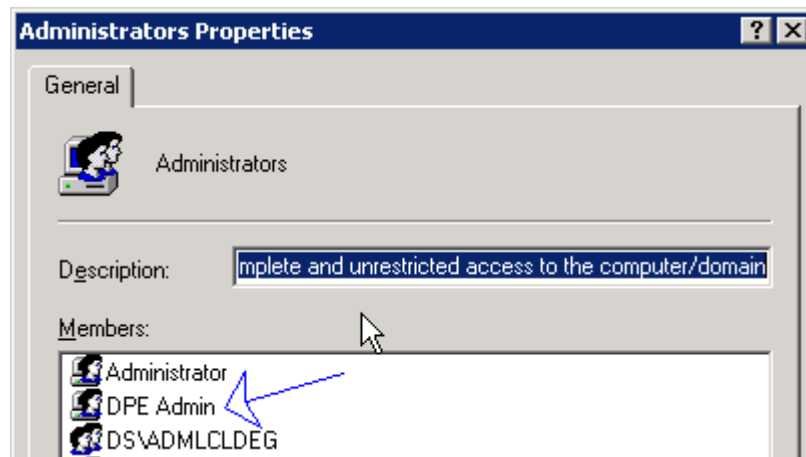 Administrators Properties
General
Administrators
Description: mplete and unrestricted access to the computer/domain
Members:
Administrator
DPE Admin
DS\ADMLCLDEG